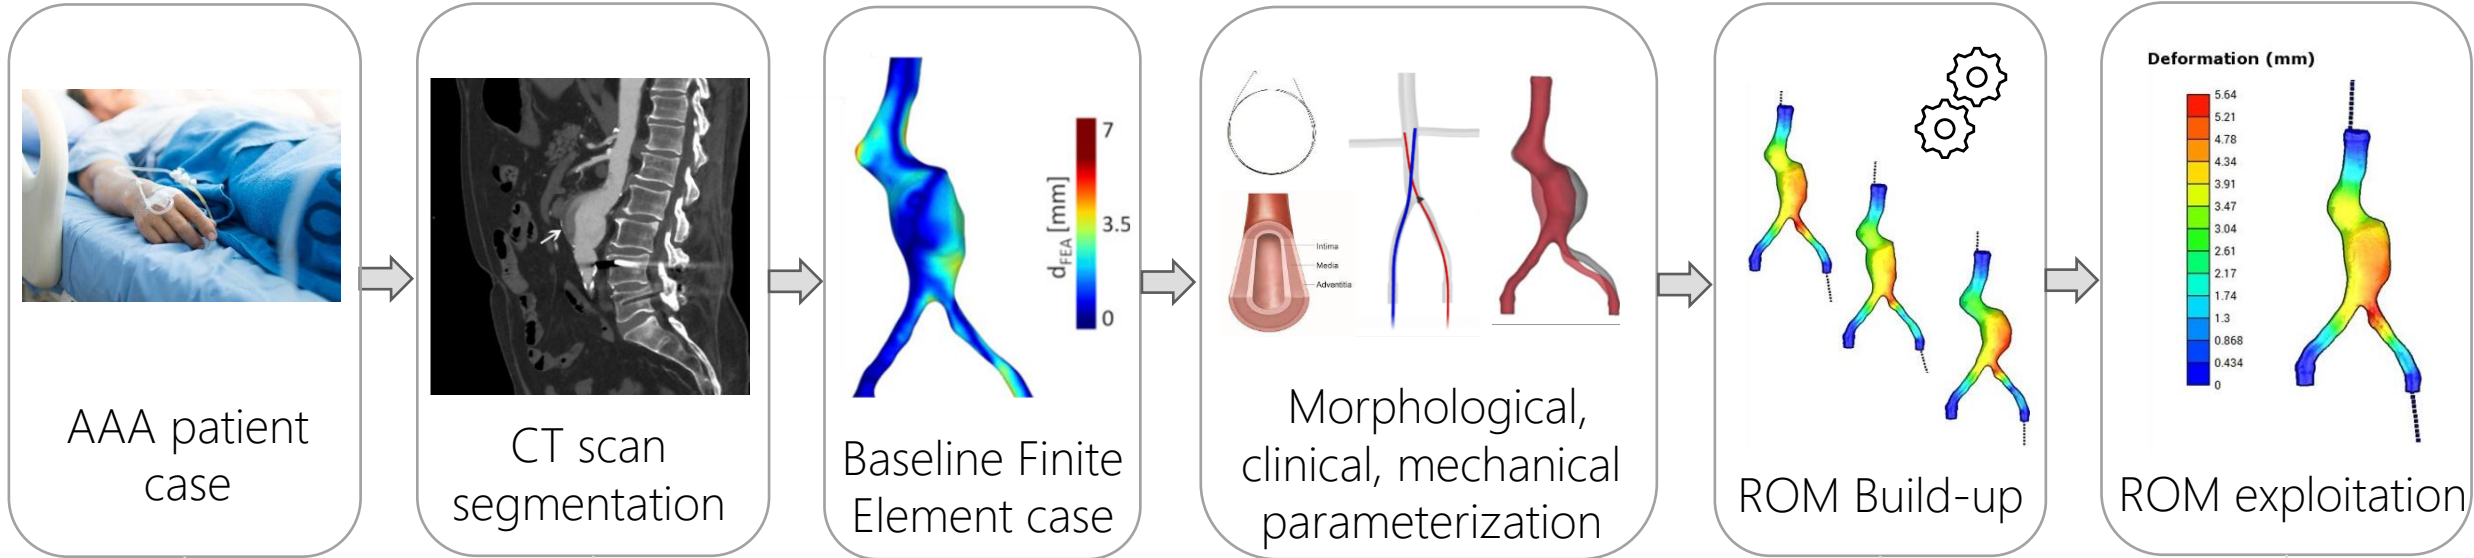 AAA patient
case
CT scan
segmentation
7
3.5
0
d_FEA [mm]
Baseline Finite
Element case
Intima
Media
Adventitia
Morphological,
clinical, mechanical
parameterization
ROM Build-up
Deformation (mm)
5.64
5.21
4.78
4.34
3.91
3.47
3.04
2.61
2.17
1.74
1.3
0.868
0.434
0
ROM exploitation